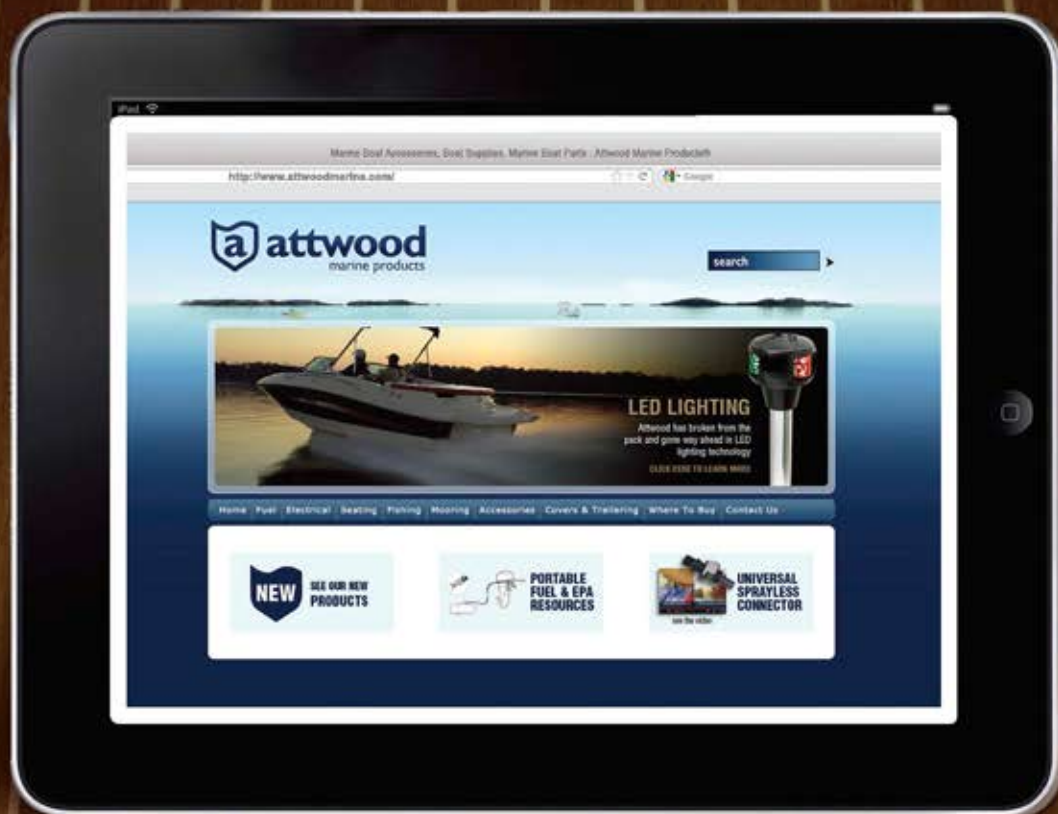 iPad
Marine Boat Accessories, Boat Supplies, Marine Boat Parts : Attwood Marine Products
http://www.attwoodmarine.com/
Google
a attwood
marine products
search
LED LIGHTING
Attwood has broken from the
pack and gone way ahead in LED
lighting technology
CLICK HERE TO LEARN MORE
Home Fuel Electrical Seating Fishing Mooring Accessories Covers & Trailering Where To Buy Contact Us
NEW
SEE OUR NEW
PRODUCTS
PORTABLE
FUEL & EPA
RESOURCES
UNIVERSAL
SPRAYLESS
CONNECTOR
see the video